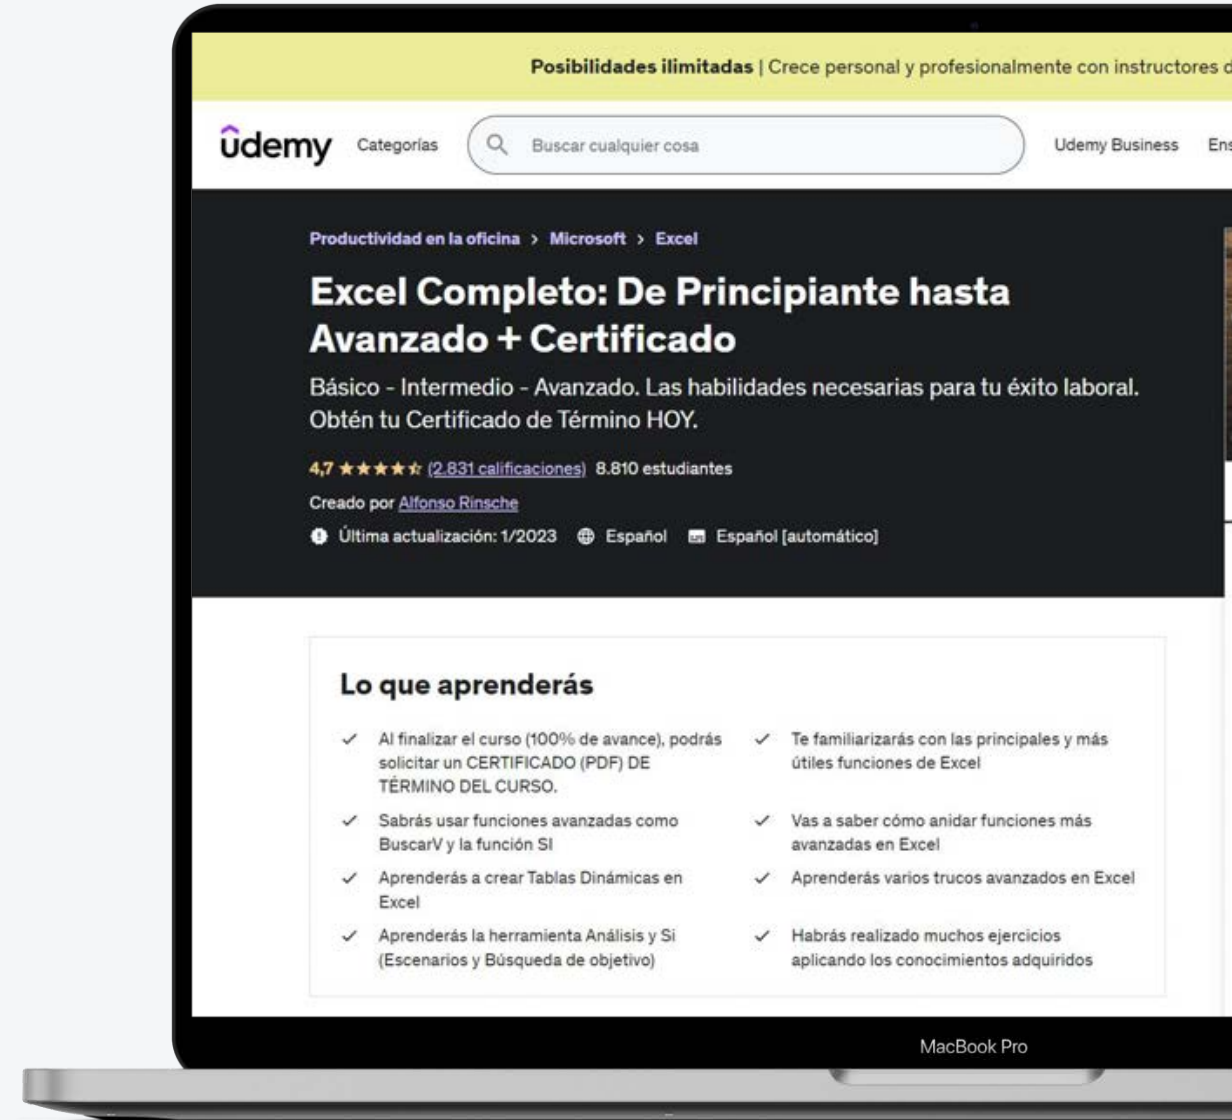 Posibilidades ilimitadas | Crece personal y profesionalmente con instructores
ûdemy
Categorías
Buscar cualquier cosa
Udemy Business
Productividad en la oficina > Microsoft > Excel
Excel Completo: De Principiante hasta
Avanzado + Certificado
Básico - Intermedio - Avanzado. Las habilidades necesarias para tu éxito laboral.
Obtén tu Certificado de Término HOY.
4,7 (2.831 calificaciones) 8.810 estudiantes
Creado por Alfonso Rinsche
Última actualización: 1/2023 Español Español [automático]
Lo que aprenderás
Al finalizar el curso (100% de avance), podrás
solicitar un CERTIFICADO (PDF) DE
TÉRMINO DEL CURSO.
Te familiarizarás con las principales y más
útiles funciones de Excel
Sabrás usar funciones avanzadas como
BuscarV y la función SI
Vas a saber cómo anidar funciones más
avanzadas en Excel
Aprenderás a crear Tablas Dinámicas en
Excel
Aprenderás varios trucos avanzados en Excel
Aprenderás la herramienta Análisis y Si
(Escenarios y Búsqueda de objetivo)
Habrás realizado muchos ejercicios
aplicando los conocimientos adquiridos
MacBook Pro